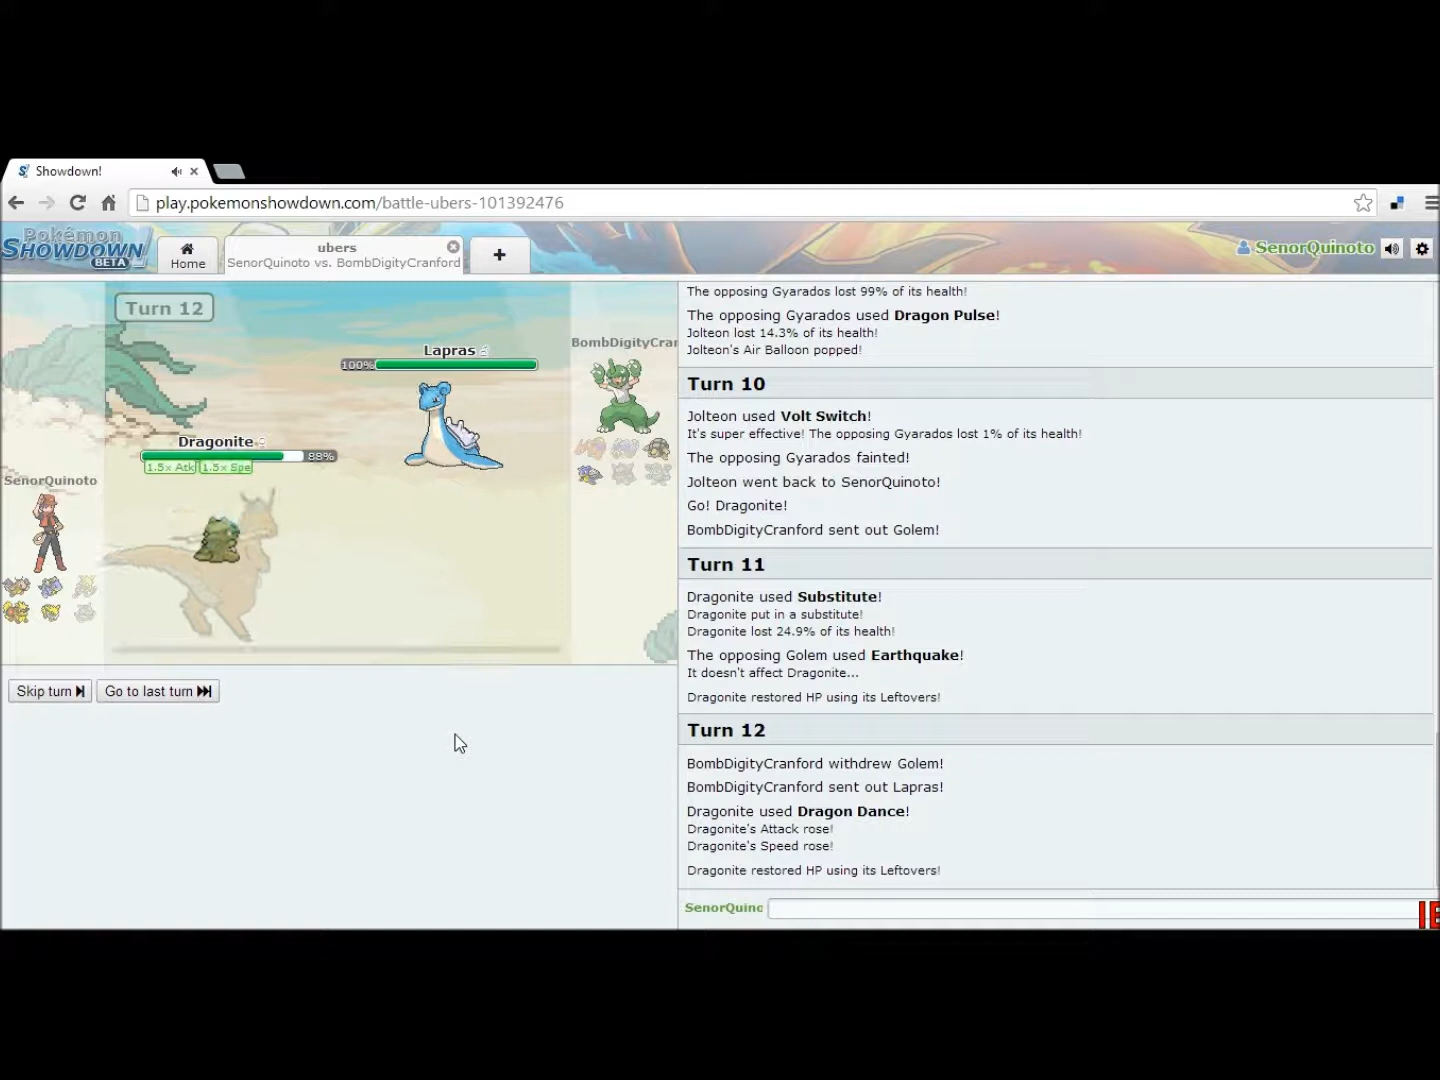 Showdown!
play.pokemonshowdown.com/battle-ubers-101392476
Pokémon
SHOWDOWN
BETA
Home
ubers
SenorQuinoto vs. BombDigityCranford
+
SenorQuinoto
Turn 12
Lapras
100%
BombDigityCran
Dragonite
88%
1.5× Atk 1.5× Spe
SenorQuinoto
Skip turn
Go to last turn
The opposing Gyarados lost 99% of its health!
The opposing Gyarados used Dragon Pulse!
Jolteon lost 14.3% of its health!
Jolteon's Air Balloon popped!
Turn 10
Jolteon used Volt Switch!
It's super effective! The opposing Gyarados lost 1% of its health!
The opposing Gyarados fainted!
Jolteon went back to SenorQuinoto!
Go! Dragonite!
BombDigityCranford sent out Golem!
Turn 11
Dragonite used Substitute!
Dragonite put in a substitute!
Dragonite lost 24.9% of its health!
The opposing Golem used Earthquake!
It doesn't affect Dragonite...
Dragonite restored HP using its Leftovers!
Turn 12
BombDigityCranford withdrew Golem!
BombDigityCranford sent out Lapras!
Dragonite used Dragon Dance!
Dragonite's Attack rose!
Dragonite's Speed rose!
Dragonite restored HP using its Leftovers!
SenorQuino